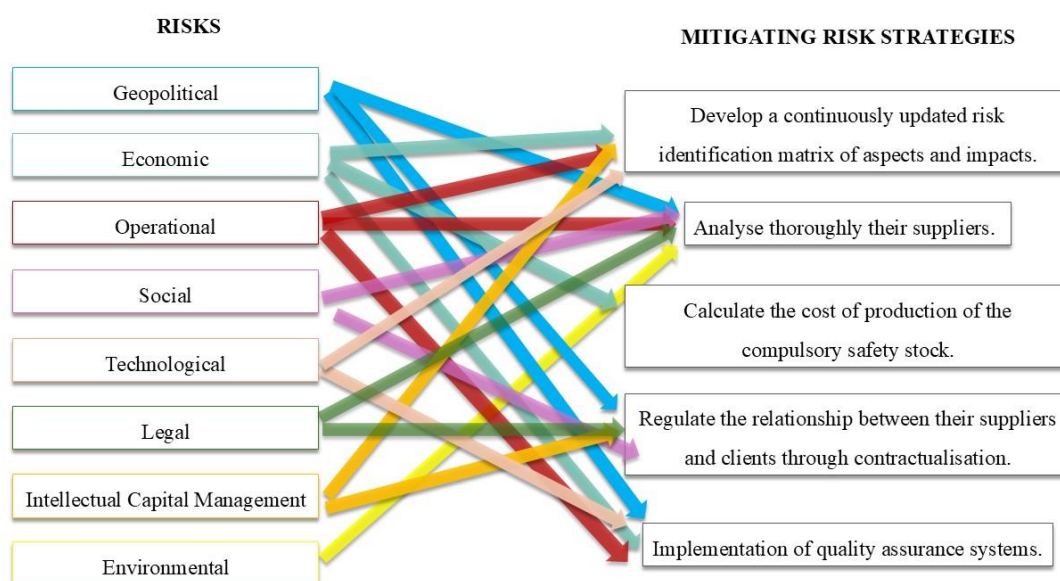 RISKS
Geopolitical
Economic
Operational
Social
Technological
Legal
Intellectual Capital Management
Environmental
MITIGATING RISK STRATEGIES
Develop a continuously updated risk
identification matrix of aspects and impacts.
Analyse thoroughly their suppliers.
Calculate the cost of production of the
compulsory safety stock.
Regulate the relationship between their suppliers
and clients through contractualisation.
Implementation of quality assurance systems.